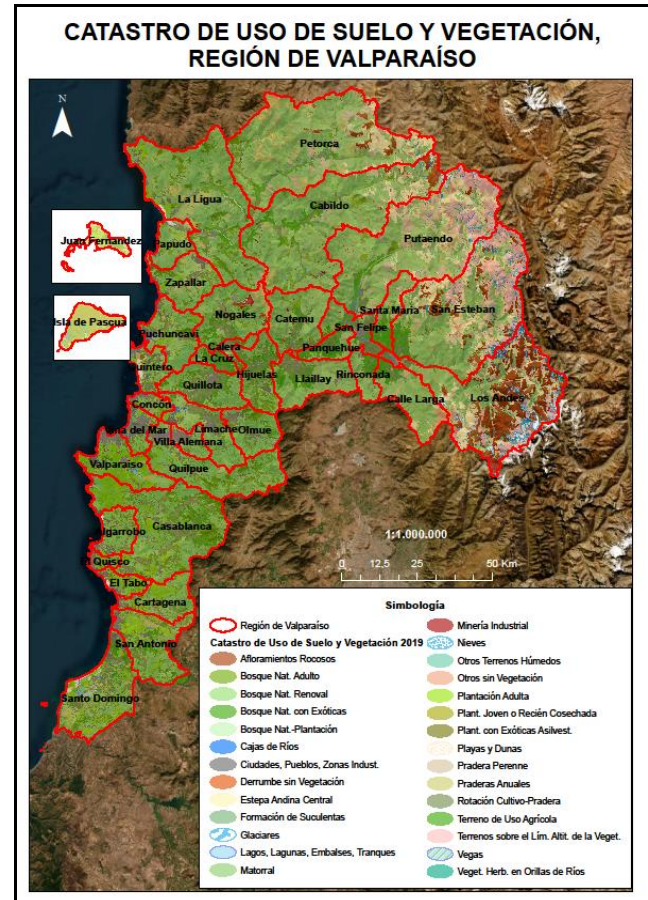 CATASTRO DE USO DE SUELO Y VEGETACIÓN,
REGIÓN DE VALPARAÍSO
N
Petorca
La Ligua
Cabildo
Juan Fernandez
Papudo
Putaendo
Zapallar
Isla de Pascua
Nogales
Catemu
Santa Maria
San Esteban
San Felipe
Puchuncavi
Calera
Panquehue
La Cruz
Quintero
Hijuelas
Llaillay
Rinconada
Quillota
Calle Larga
Los Andes
Concón
Viña del Mar
Limache
Olmue
Villa Alemana
Valparaiso
Quilpue
Casablanca
Algarrobo
1:1.000.000
El Quisco
0 12,5 25 50 Km
El Tabo
Cartagena
San Antonio
Santo Domingo
Simbología
Región de Valparaíso
Catastro de Uso de Suelo y Vegetación 2019
Afloramientos Rocosos
Bosque Nat. Adulto
Bosque Nat. Renoval
Bosque Nat. con Exóticas
Bosque Nat.-Plantación
Cajas de Ríos
Ciudades, Pueblos, Zonas Indust.
Derrumbe sin Vegetación
Estepa Andina Central
Formación de Suculentas
Glaciares
Lagos, Lagunas, Embalses, Tranques
Matorral
Minería Industrial
Nieves
Otros Terrenos Húmedos
Otros sin Vegetación
Plantación Adulta
Plant. Joven o Recién Cosechada
Plant. con Exóticas Asilvest.
Playas y Dunas
Pradera Perenne
Praderas Anuales
Rotación Cultivo-Pradera
Terreno de Uso Agrícola
Terrenos sobre el Lím. Altit. de la Veget.
Vegas
Veget. Herb. en Orillas de Ríos